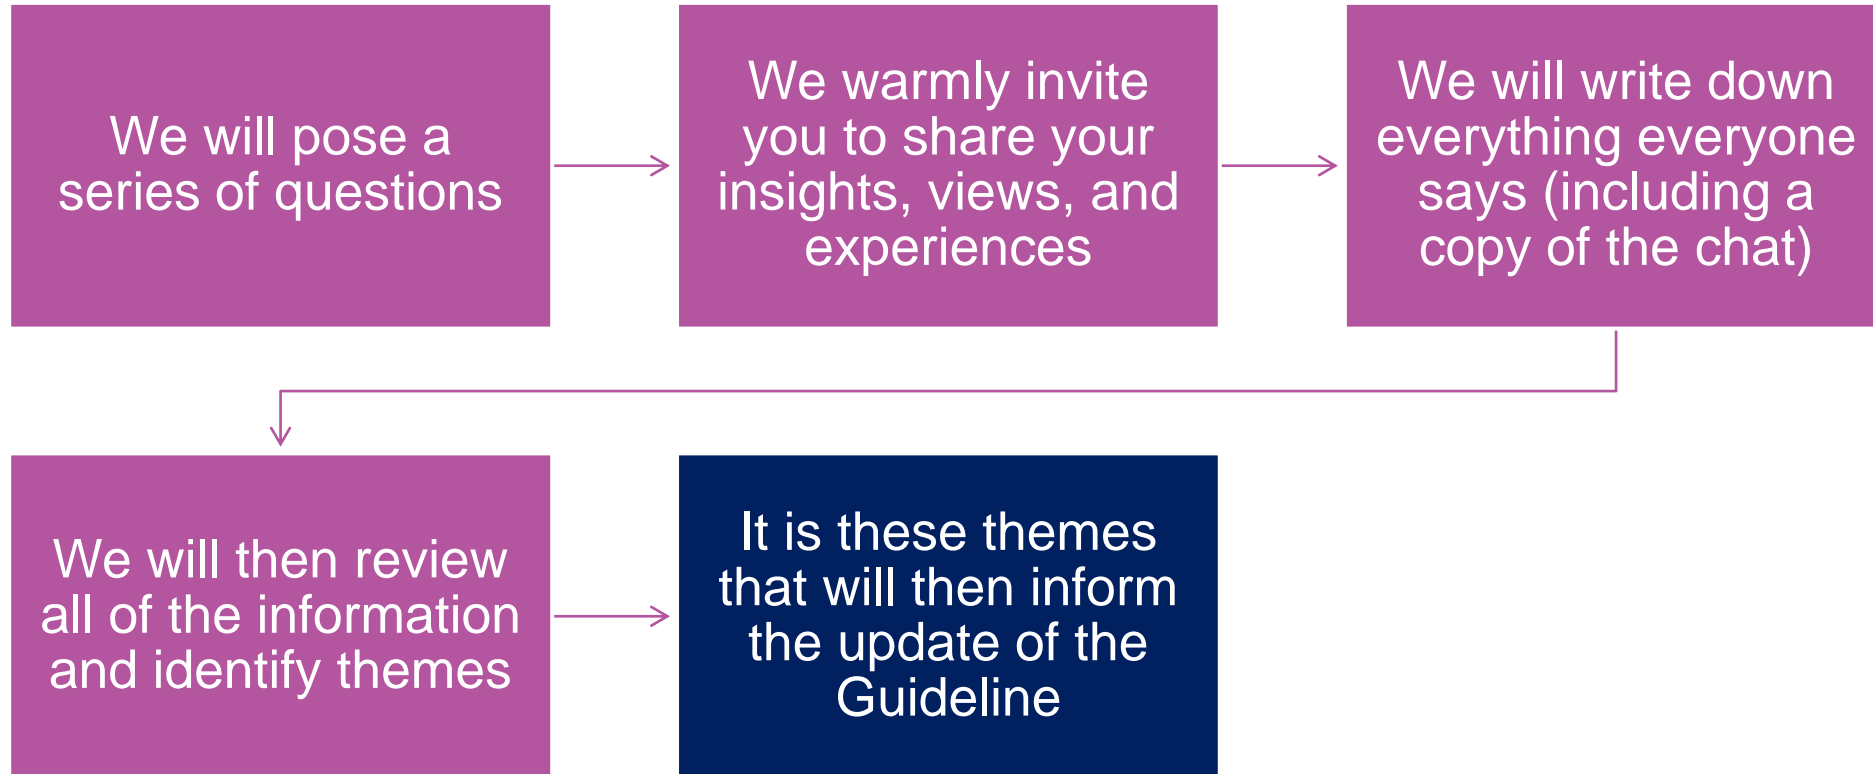 We will pose a
series of questions
We warmly invite
you to share your
insights, views, and
experiences
We will write down
everything everyone
says (including a
copy of the chat)
We will then review
all of the information
and identify themes
It is these themes
that will then inform
the update of the
Guideline